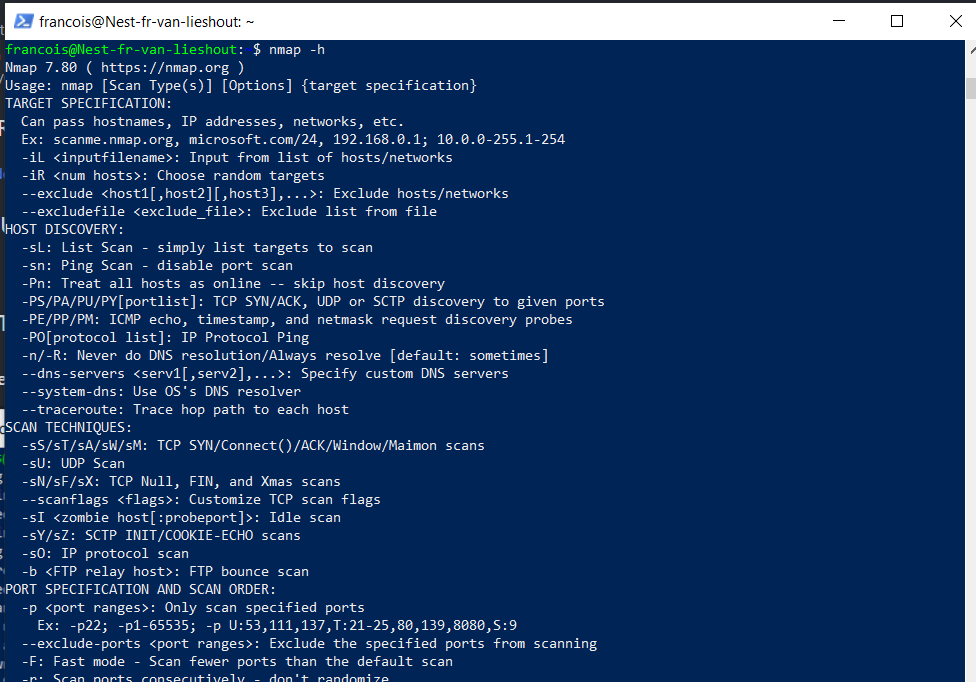 francois@Nest-fr-van-lieshout: ~
francois@Nest-fr-van-lieshout: ~$ nmap -h
Nmap 7.80 ( https://nmap.org )
Usage: nmap [Scan Type(s)] [Options] {target specification}
TARGET SPECIFICATION:
  Can pass hostnames, IP addresses, networks, etc.
  Ex: scanme.nmap.org, microsoft.com/24, 192.168.0.1; 10.0.0-255.1-254
  -iL <inputfilename>: Input from list of hosts/networks
  -iR <num hosts>: Choose random targets
  --exclude <host1[,host2][,host3],...>: Exclude hosts/networks
  --excludefile <exclude_file>: Exclude list from file
HOST DISCOVERY:
  -sL: List Scan - simply list targets to scan
  -sn: Ping Scan - disable port scan
  -Pn: Treat all hosts as online -- skip host discovery
  -PS/PA/PU/PY[portlist]: TCP SYN/ACK, UDP or SCTP discovery to given ports
  -PE/PP/PM: ICMP echo, timestamp, and netmask request discovery probes
  -PO[protocol list]: IP Protocol Ping
  -n/-R: Never do DNS resolution/Always resolve [default: sometimes]
  --dns-servers <serv1[,serv2],...>: Specify custom DNS servers
  --system-dns: Use OS's DNS resolver
  --traceroute: Trace hop path to each host
SCAN TECHNIQUES:
  -sS/sT/sA/sW/sM: TCP SYN/Connect()/ACK/Window/Maimon scans
  -sU: UDP Scan
  -sN/sF/sX: TCP Null, FIN, and Xmas scans
  --scanflags <flags>: Customize TCP scan flags
  -sI <zombie host[:probeport]>: Idle scan
  -sY/sZ: SCTP INIT/COOKIE-ECHO scans
  -sO: IP protocol scan
  -b <FTP relay host>: FTP bounce scan
PORT SPECIFICATION AND SCAN ORDER:
  -p <port ranges>: Only scan specified ports
    Ex: -p22; -p1-65535; -p U:53,111,137,T:21-25,80,139,8080,S:9
  --exclude-ports <port ranges>: Exclude the specified ports from scanning
  -F: Fast mode - Scan fewer ports than the default scan
  -r: Scan ports consecutively - don't randomize